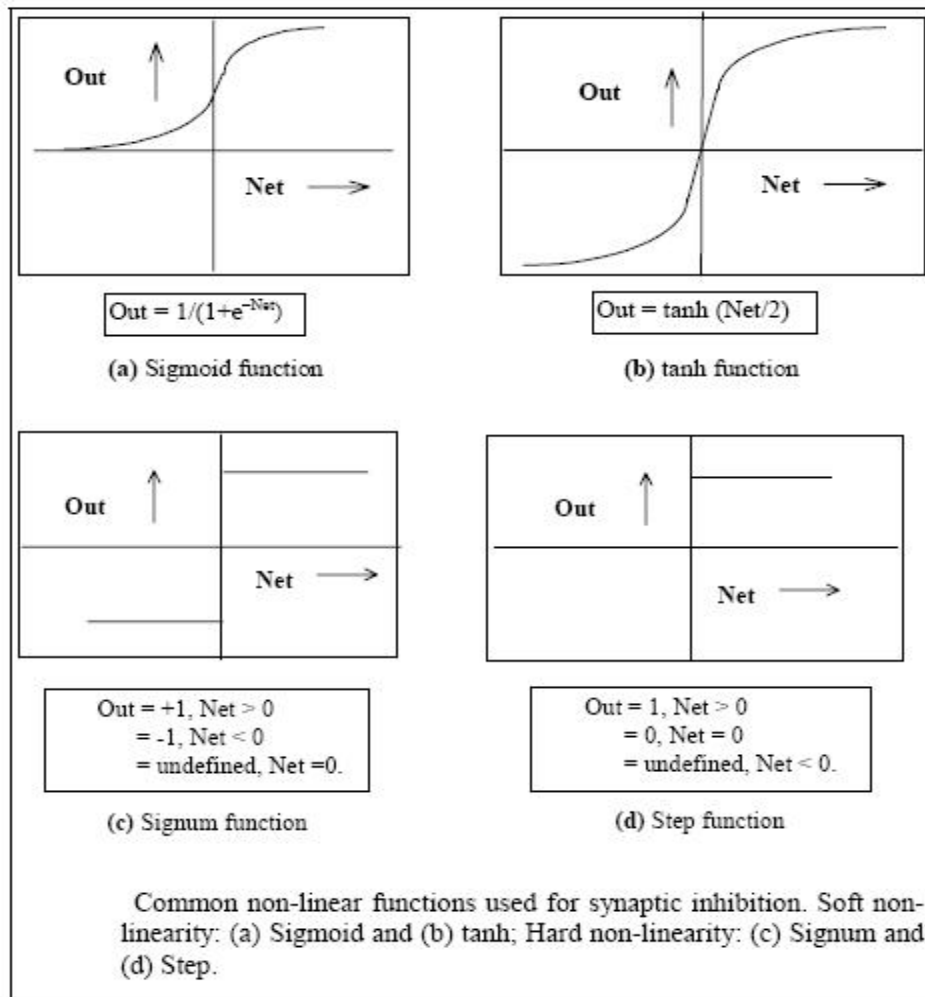 Out
Net
Out = 1/(1+e^–Net)
(a) Sigmoid function
Out
Net
Out = tanh (Net/2)
(b) tanh function
Out
Net
Out = +1, Net > 0
= -1, Net < 0
= undefined, Net =0.
(c) Signum function
Out
Net
Out = 1, Net > 0
= 0, Net = 0
= undefined, Net < 0.
(d) Step function
Common non-linear functions used for synaptic inhibition. Soft non-
linearity: (a) Sigmoid and (b) tanh; Hard non-linearity: (c) Signum and
(d) Step.